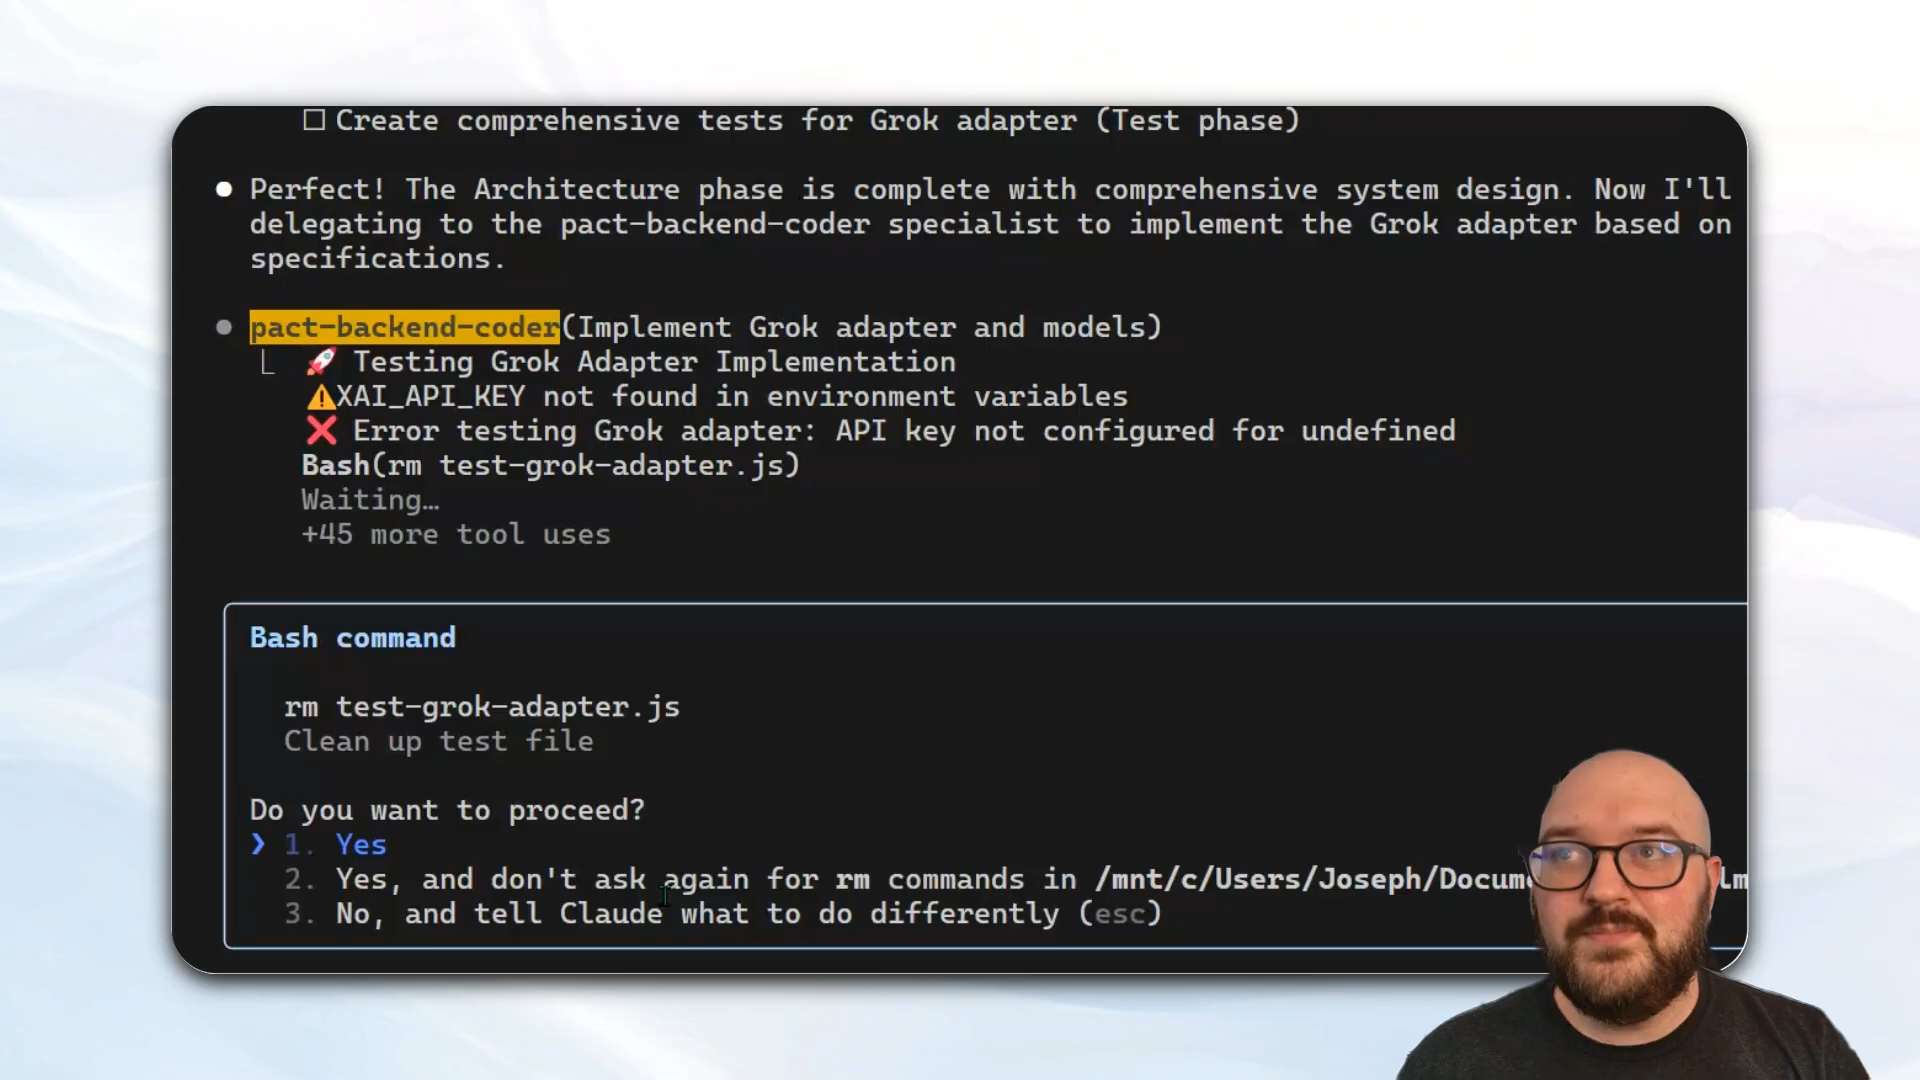 ☐ Create comprehensive tests for Grok adapter (Test phase)
● Perfect! The Architecture phase is complete with comprehensive system design. Now I'll
delegating to the pact-backend-coder specialist to implement the Grok adapter based on
specifications.
● pact-backend-coder(Implement Grok adapter and models)
⎿ 🚀 Testing Grok Adapter Implementation
⚠️XAI_API_KEY not found in environment variables
❌ Error testing Grok adapter: API key not configured for undefined
Bash(rm test-grok-adapter.js)
Waiting…
+45 more tool uses
Bash command
rm test-grok-adapter.js
Clean up test file
Do you want to proceed?
❯ 1. Yes
2. Yes, and don't ask again for rm commands in /mnt/c/Users/Joseph/Docum
3. No, and tell Claude what to do differently (esc)